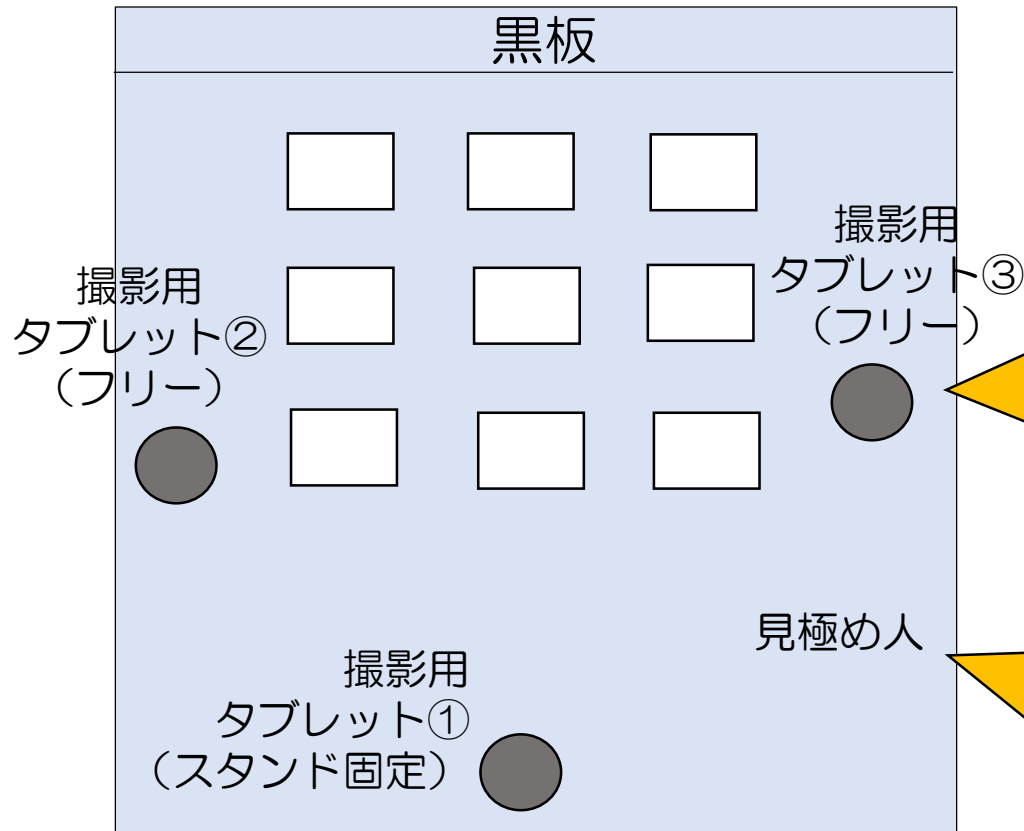 黒板
撮影用
タブレット③
（フリー）
撮影用
タブレット②
（フリー）
見極め人
撮影用
タブレット①
（スタンド固定）